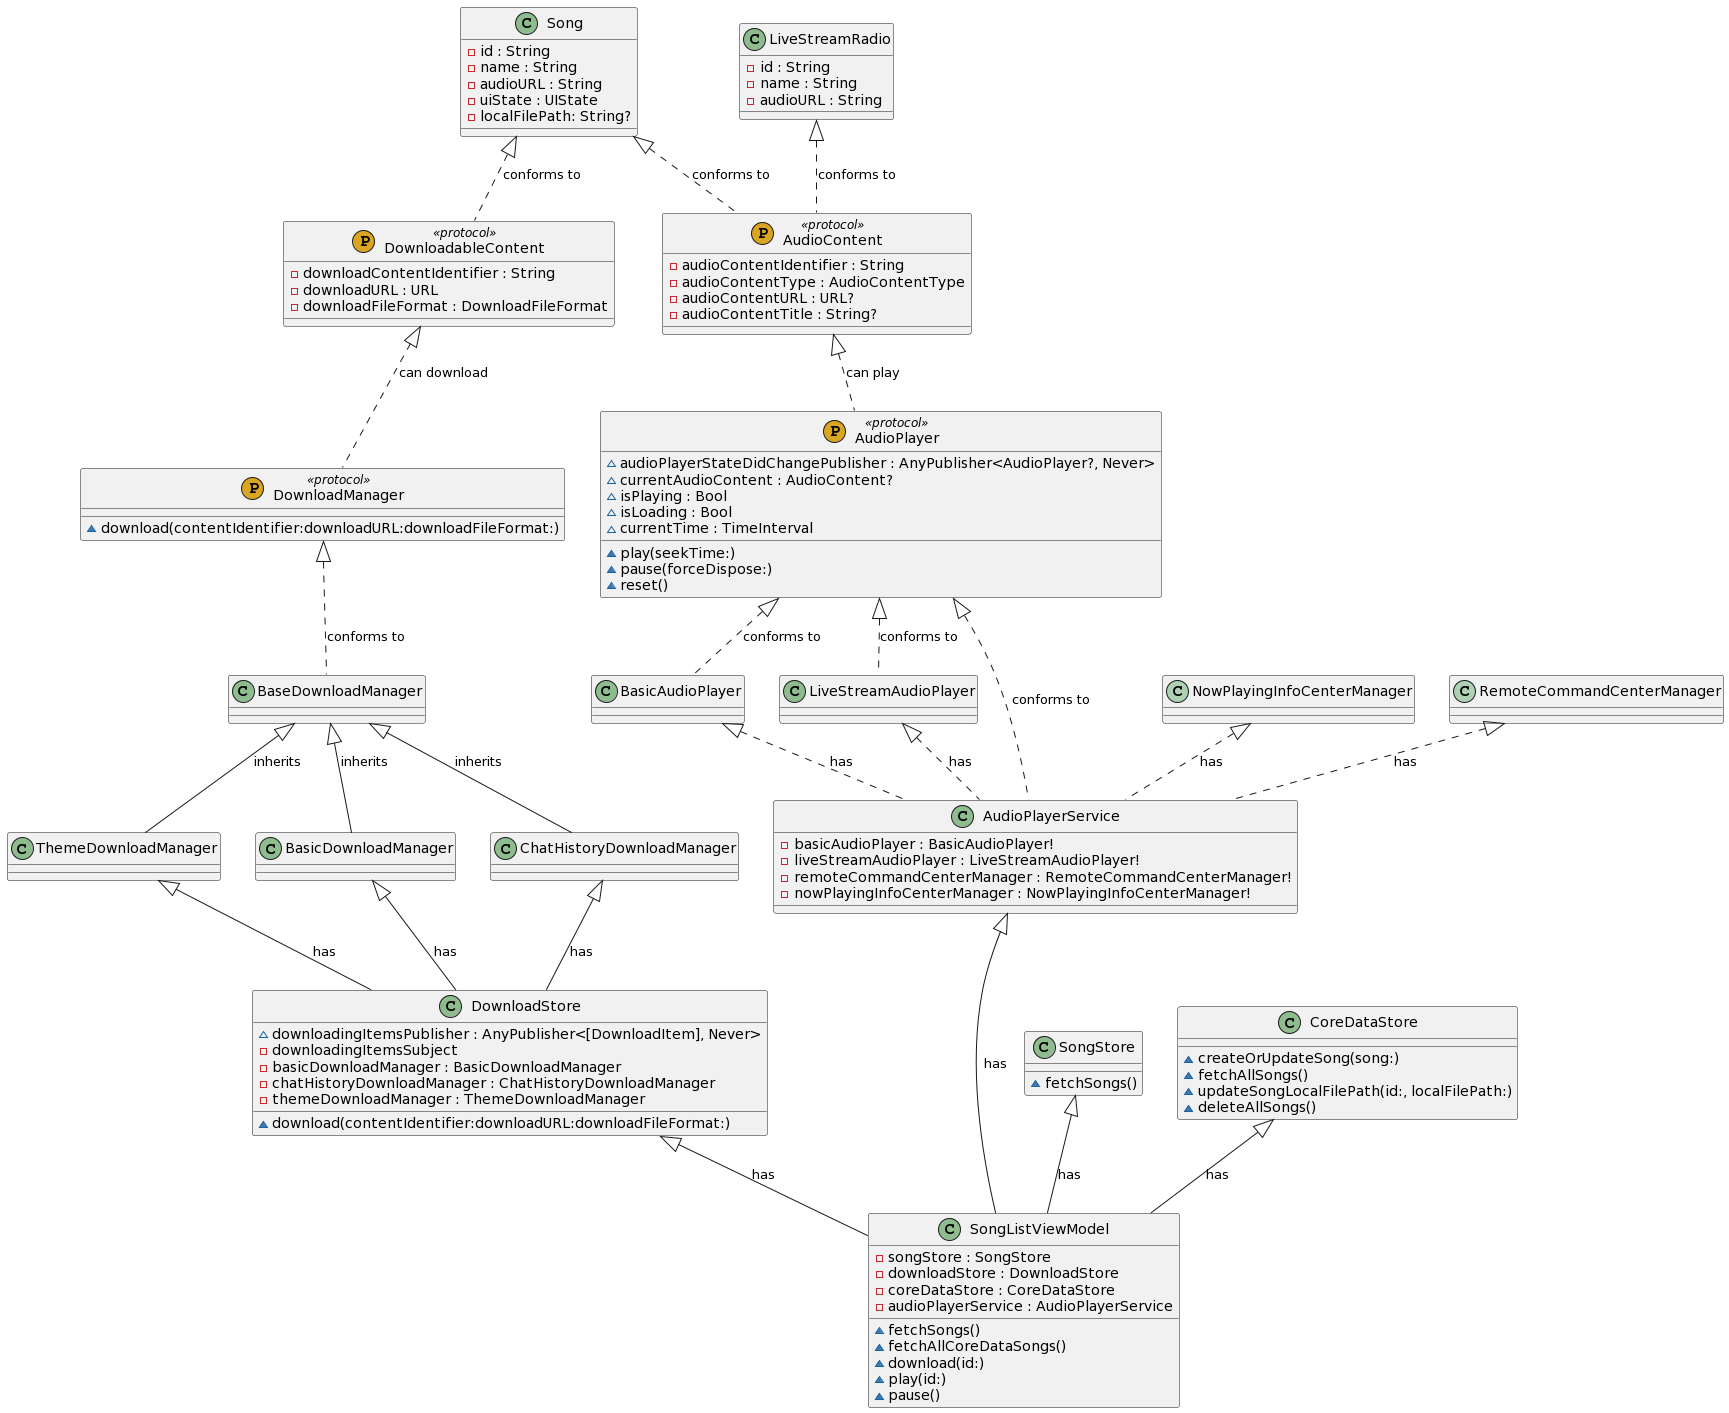 C Song
id : String
name : String
audioURL : String
uiState : UIState
localFilePath: String?
C LiveStreamRadio
id : String
name : String
audioURL : String
conforms to
conforms to
conforms to
«protocol»
P DownloadableContent
downloadContentIdentifier : String
downloadURL : URL
downloadFileFormat : DownloadFileFormat
«protocol»
P AudioContent
audioContentIdentifier : String
audioContentType : AudioContentType
audioContentURL : URL?
audioContentTitle : String?
can download
can play
«protocol»
P DownloadManager
download(contentIdentifier:downloadURL:downloadFileFormat:)
«protocol»
P AudioPlayer
audioPlayerStateDidChangePublisher : AnyPublisher<AudioPlayer?, Never>
currentAudioContent : AudioContent?
isPlaying : Bool
isLoading : Bool
currentTime : TimeInterval
play(seekTime:)
pause(forceDispose:)
reset()
conforms to
conforms to
conforms to
conforms to
C BaseDownloadManager
C BasicAudioPlayer
C LiveStreamAudioPlayer
C NowPlayingInfoCenterManager
C RemoteCommandCenterManager
inherits
inherits
inherits
has
has
has
has
C ThemeDownloadManager
C BasicDownloadManager
C ChatHistoryDownloadManager
C AudioPlayerService
basicAudioPlayer : BasicAudioPlayer!
liveStreamAudioPlayer : LiveStreamAudioPlayer!
remoteCommandCenterManager : RemoteCommandCenterManager!
nowPlayingInfoCenterManager : NowPlayingInfoCenterManager!
has
has
has
C DownloadStore
downloadingItemsPublisher : AnyPublisher<[DownloadItem], Never>
downloadingItemsSubject
basicDownloadManager : BasicDownloadManager
chatHistoryDownloadManager : ChatHistoryDownloadManager
themeDownloadManager : ThemeDownloadManager
download(contentIdentifier:downloadURL:downloadFileFormat:)
has
C SongStore
fetchSongs()
C CoreDataStore
createOrUpdateSong(song:)
fetchAllSongs()
updateSongLocalFilePath(id:, localFilePath:)
deleteAllSongs()
has
has
has
C SongListViewModel
songStore : SongStore
downloadStore : DownloadStore
coreDataStore : CoreDataStore
audioPlayerService : AudioPlayerService
fetchSongs()
fetchAllCoreDataSongs()
download(id:)
play(id:)
pause()